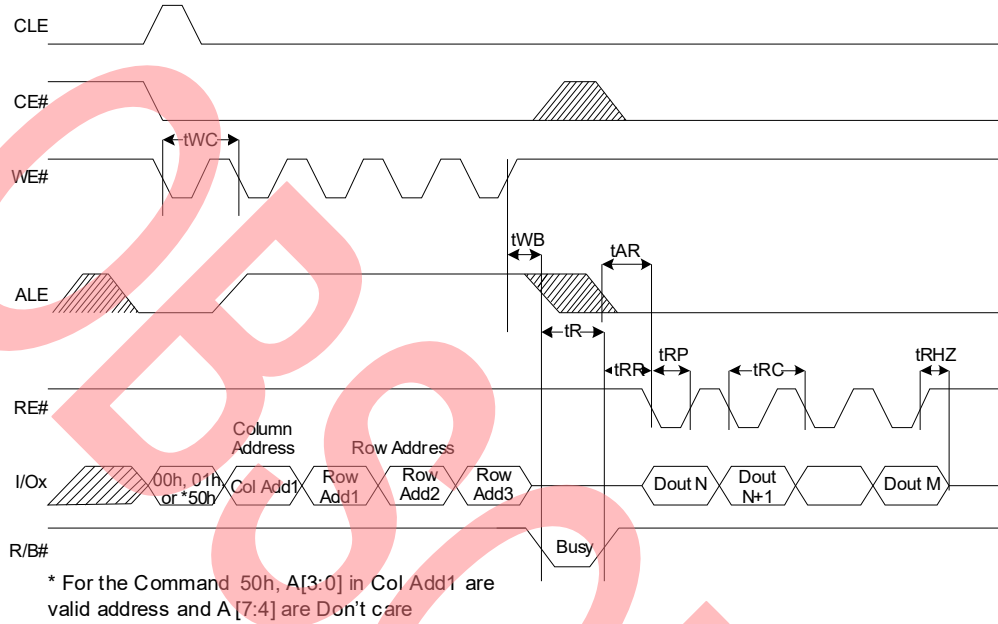 CLE
CE#
tWC
WE#
tWB
tAR
ALE
tR
tRR
tRP
tRC
tRHZ
RE#
Column
Address
Row Address
I/Ox
00h, 01h
or *50h
Col Add1
Row
Add1
Row
Add2
Row
Add3
Dout N
Dout
N+1
Dout M
R/B#
Busy
* For the Command 50h, A[3:0] in Col Add1 are
valid address and A [7:4] are Don't care